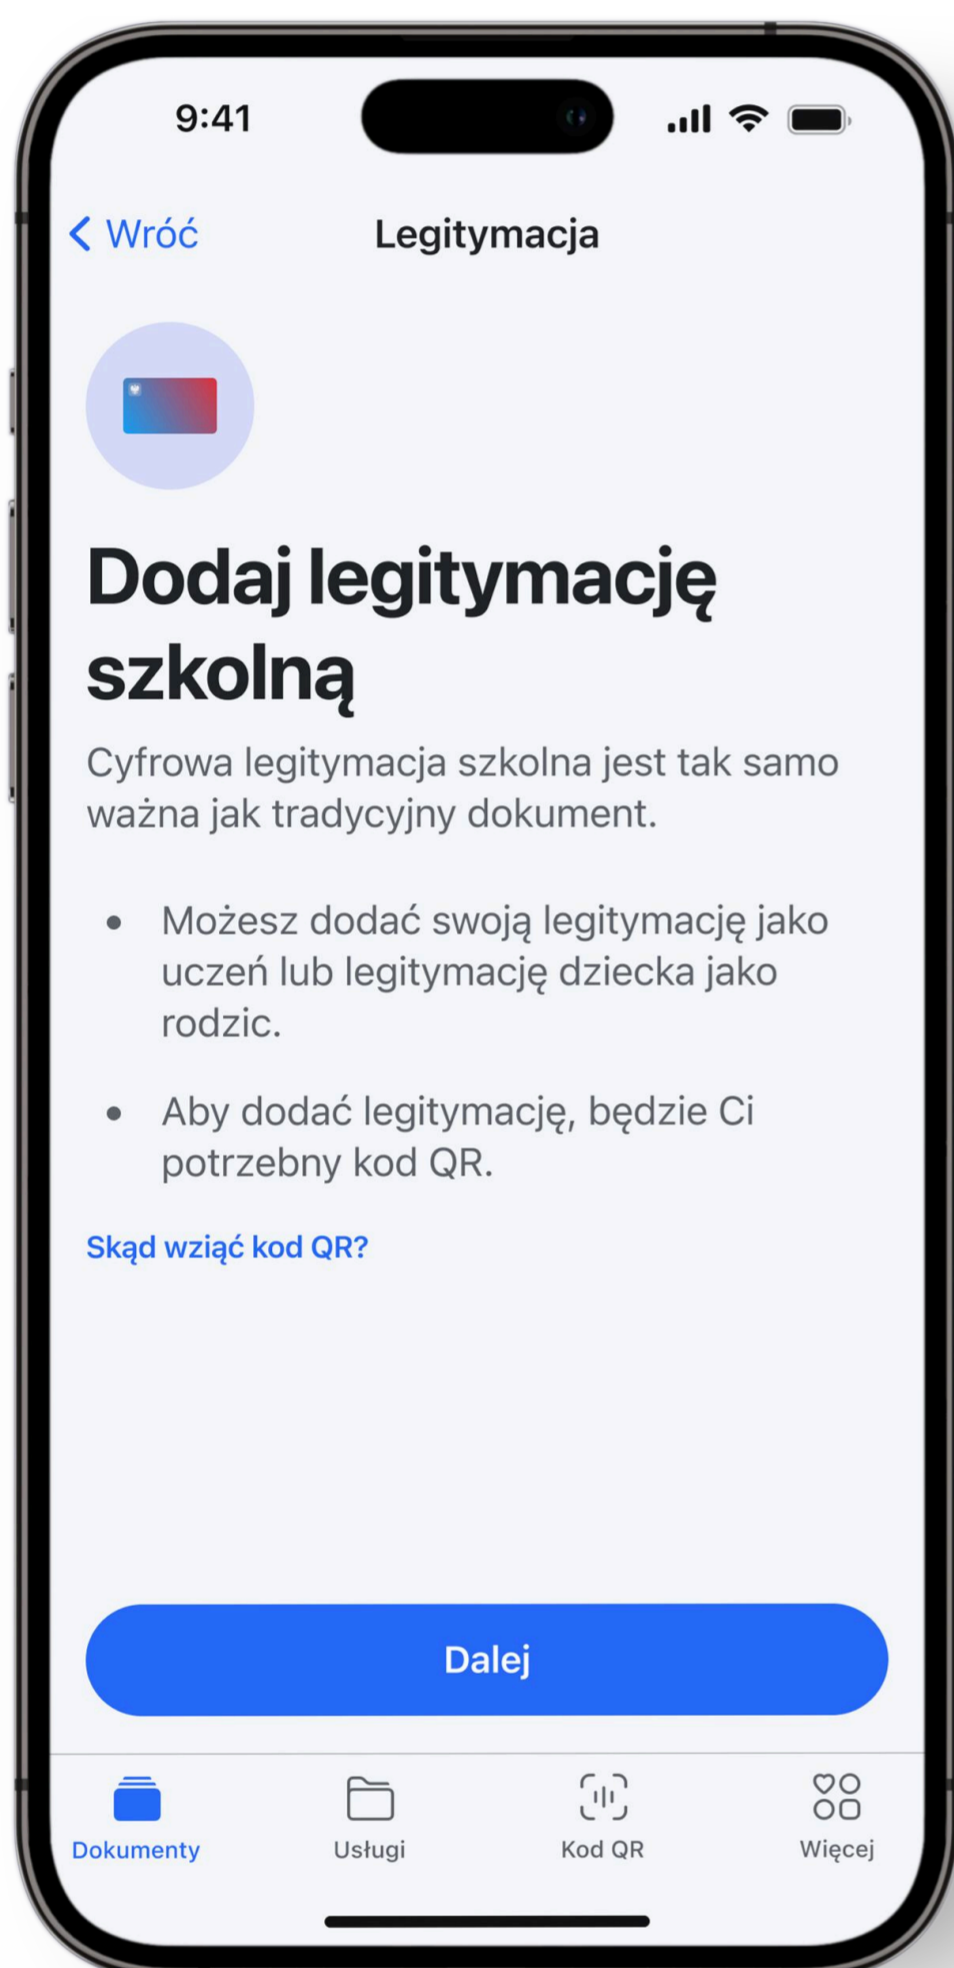 9:41
Wróć
Legitymacja
Dodaj legitymację
szkolną
Cyfrowa legitymacja szkolna jest tak samo
ważna jak tradycyjny dokument.
• Możesz dodać swoją legitymację jako
uczeń lub legitymację dziecka jako
rodzic.
• Aby dodać legitymację, będzie Ci
potrzebny kod QR.
Skąd wziąć kod QR?
Dalej
Dokumenty
Usługi
Kod QR
Więcej